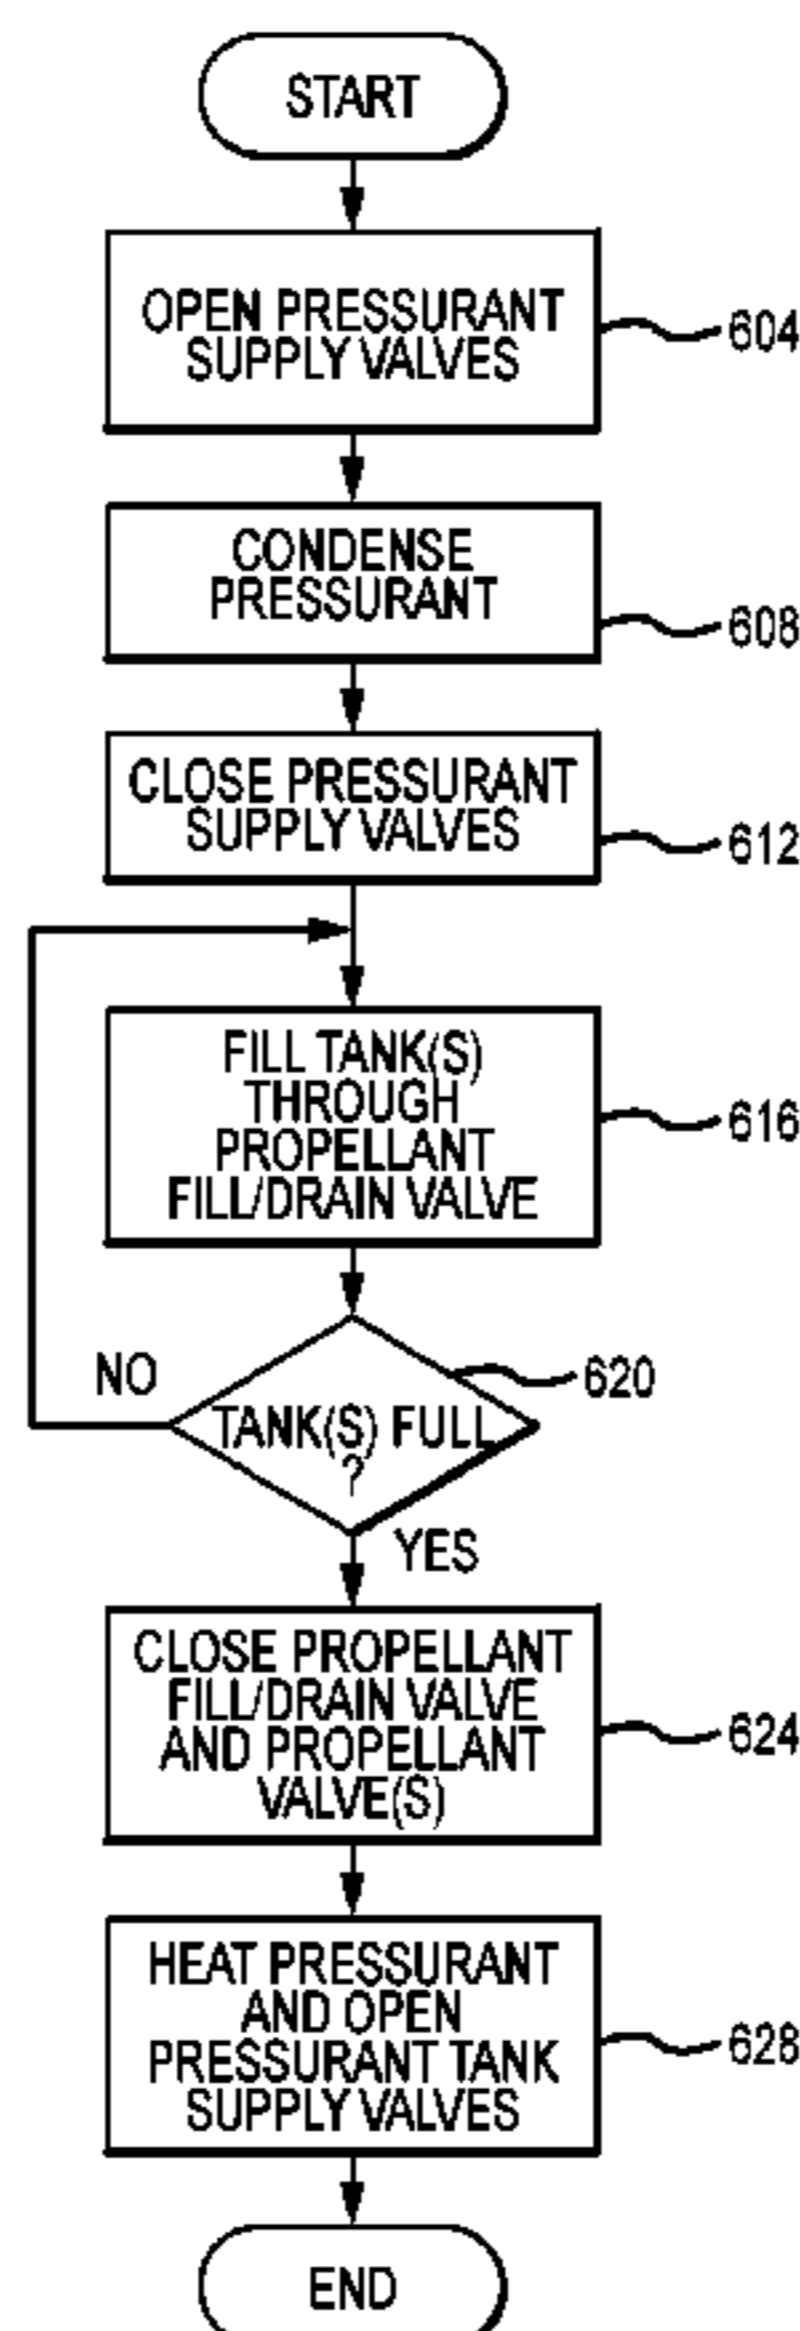 START
OPEN PRESSURANT
SUPPLY VALVES
604
CONDENSE
PRESSURANT
608
CLOSE PRESSURANT
SUPPLY VALVES
612
FILL TANK(S)
THROUGH
PROPELLANT
FILL/DRAIN VALVE
616
NO
620
TANK(S) FULL
?
YES
CLOSE PROPELLANT
FILL/DRAIN VALVE
AND PROPELLANT
VALVE(S)
624
HEAT PRESSURANT
AND OPEN
PRESSURANT TANK
SUPPLY VALVES
628
END